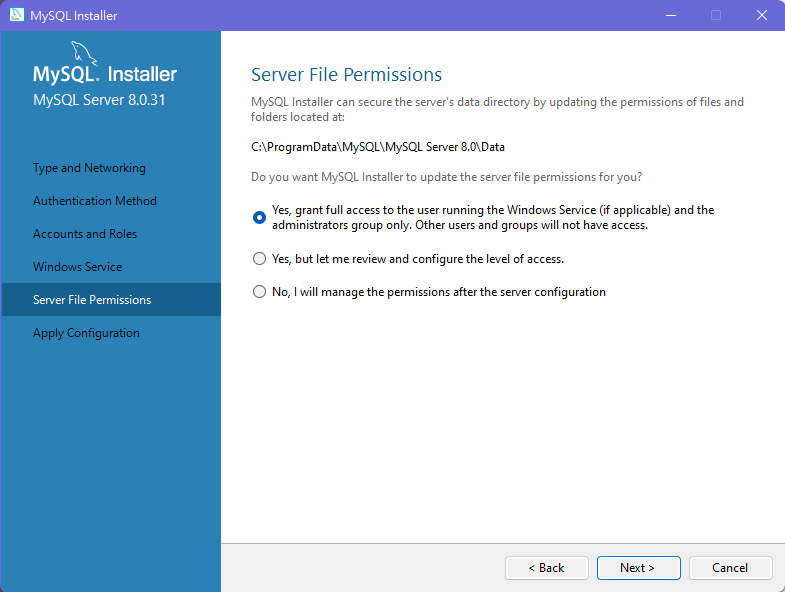 MySQL Installer
MySQL. Installer
MySQL Server 8.0.31
Type and Networking
Authentication Method
Accounts and Roles
Windows Service
Server File Permissions
Apply Configuration
Server File Permissions
MySQL Installer can secure the server's data directory by updating the permissions of files and
folders located at:
C:\ProgramData\MySQL\MySQL Server 8.0\Data
Do you want MySQL Installer to update the server file permissions for you?
Yes, grant full access to the user running the Windows Service (if applicable) and the
administrators group only. Other users and groups will not have access.
Yes, but let me review and configure the level of access.
No, I will manage the permissions after the server configuration
< Back
Next >
Cancel